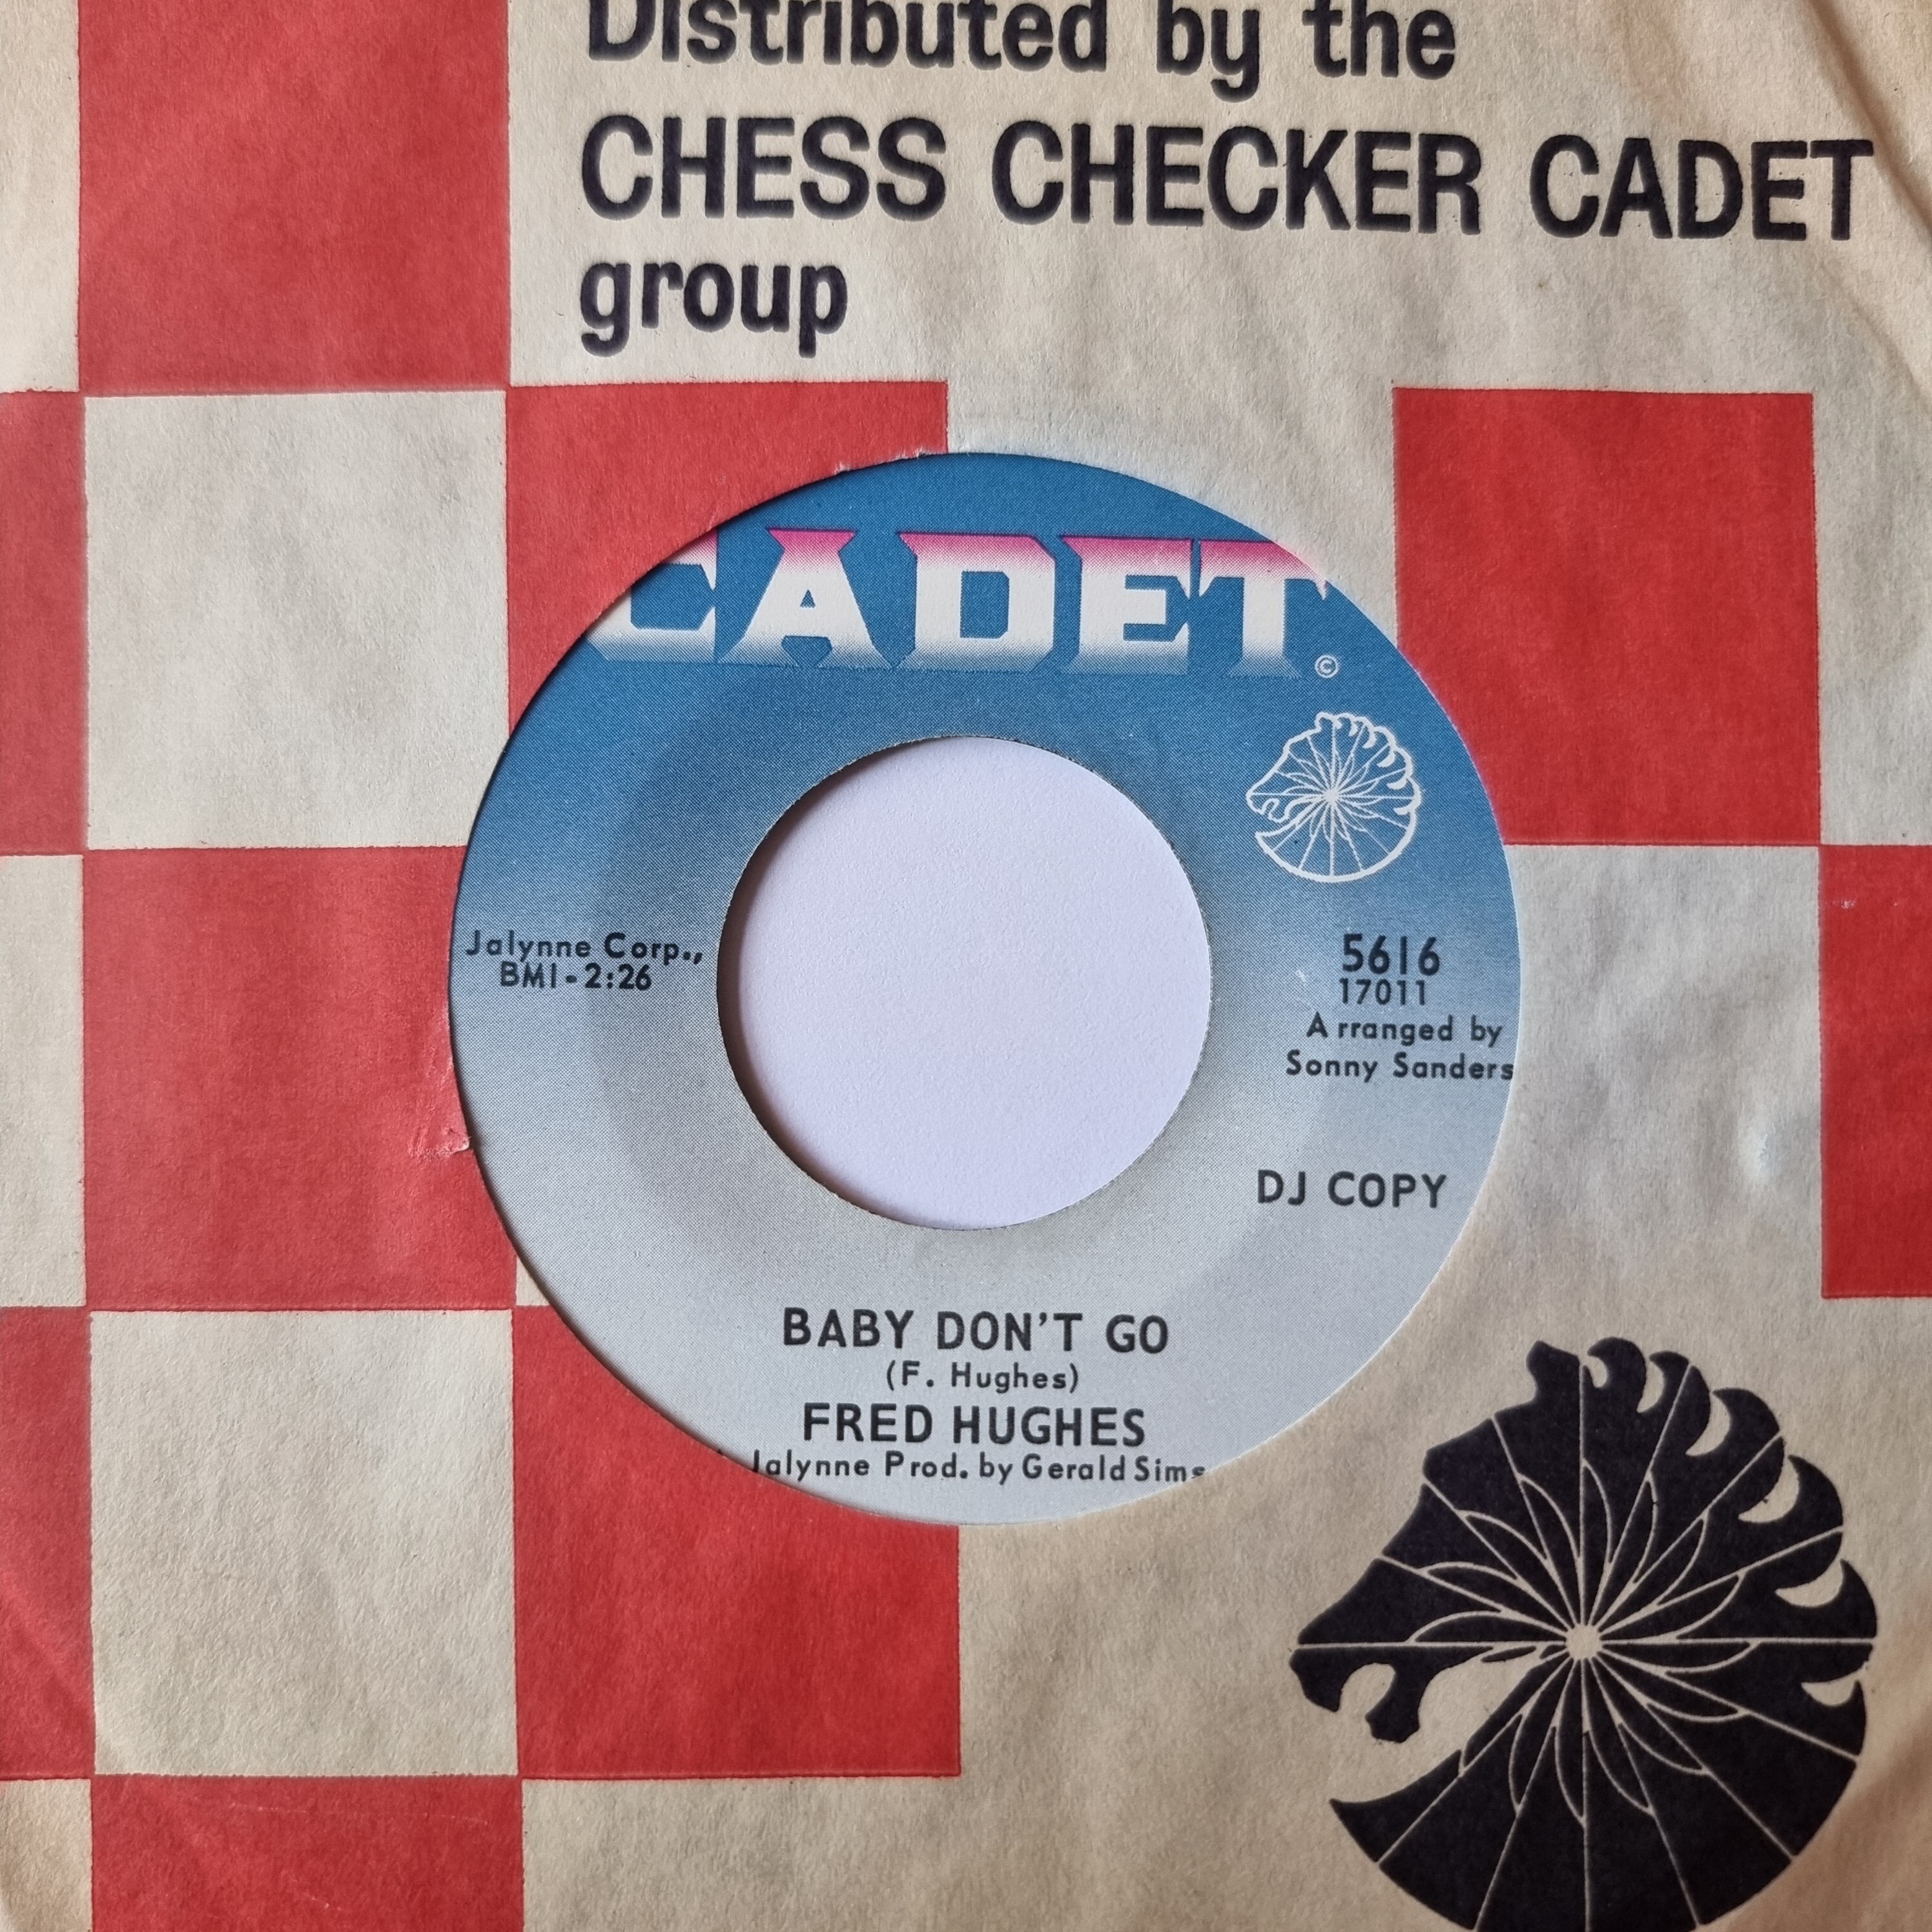 Distributed by the
CHESS CHECKER CADET
group
CADET
©
Jalynne Corp.,
BMI-2:26
5616
17011
Arranged by
Sonny Sanders
DJ COPY
BABY DON'T GO
(F. Hughes)
FRED HUGHES
Jalynne Prod. by Gerald Sims